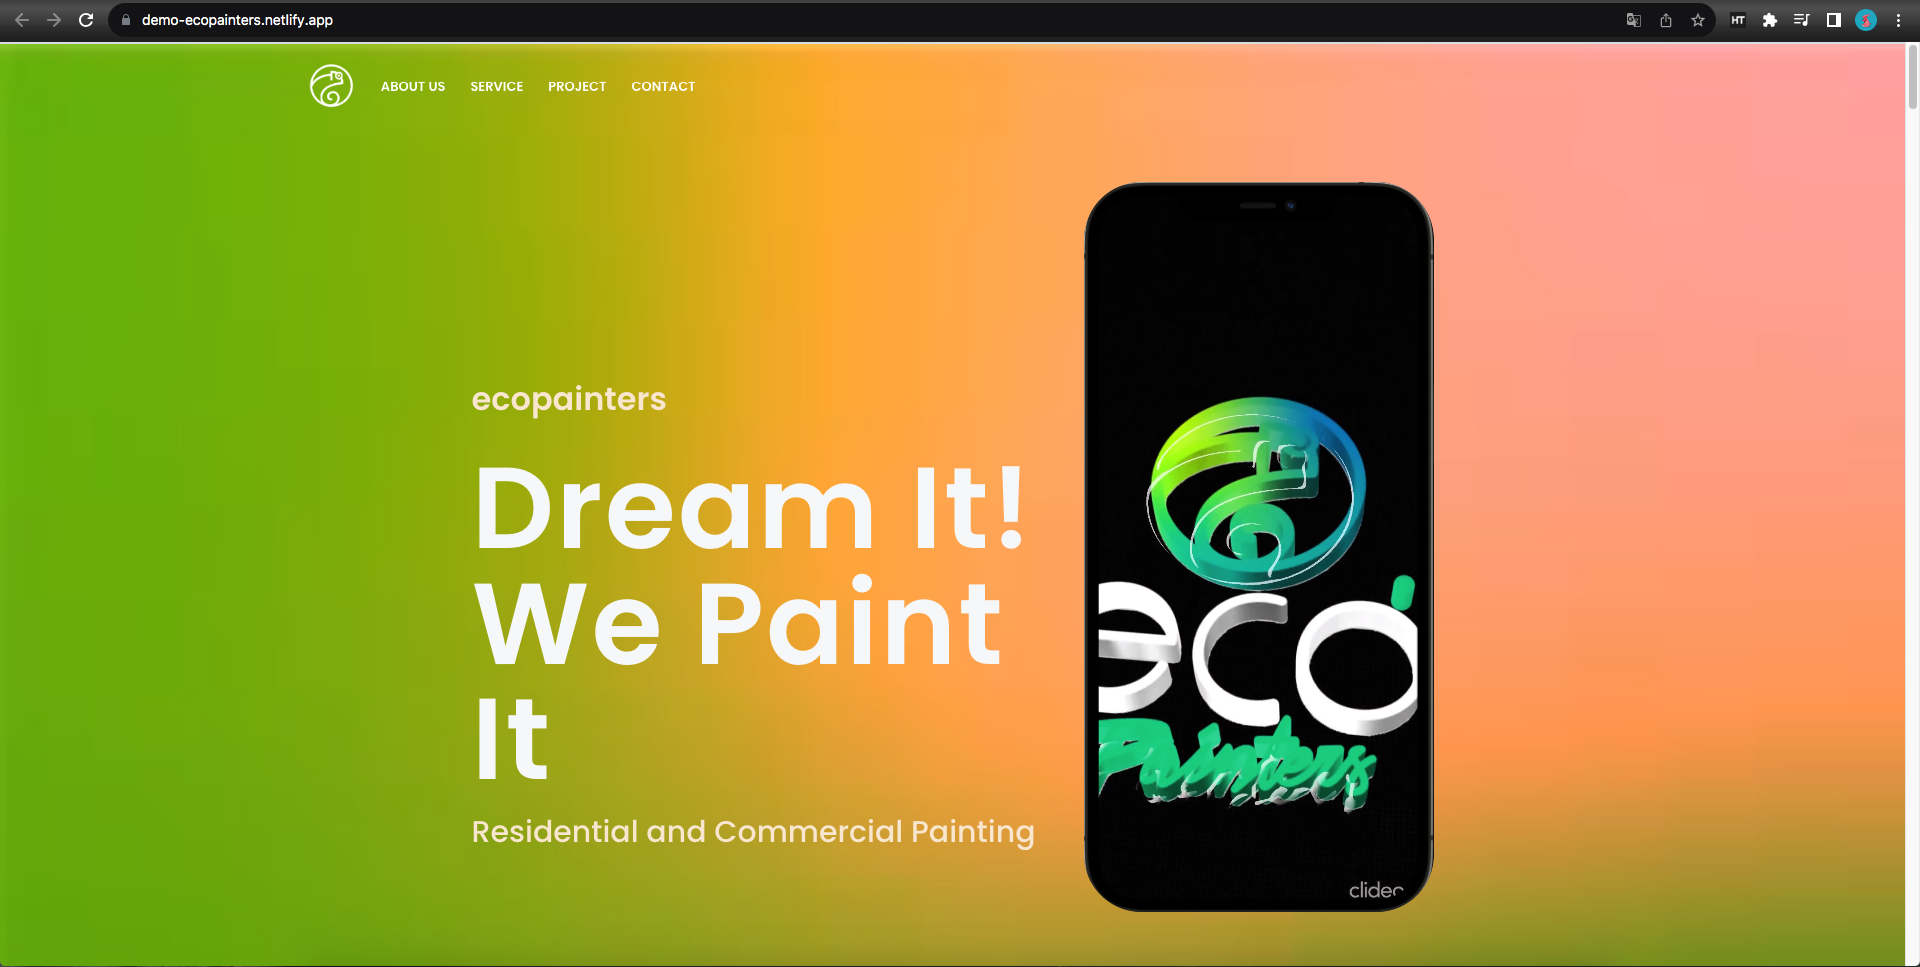 demo-ecopainters.netlify.app
HT
ABOUT US SERVICE PROJECT CONTACT
ecopainters
Dream It!
We Paint
It
Residential and Commercial Painting
eco
Painters
clideo